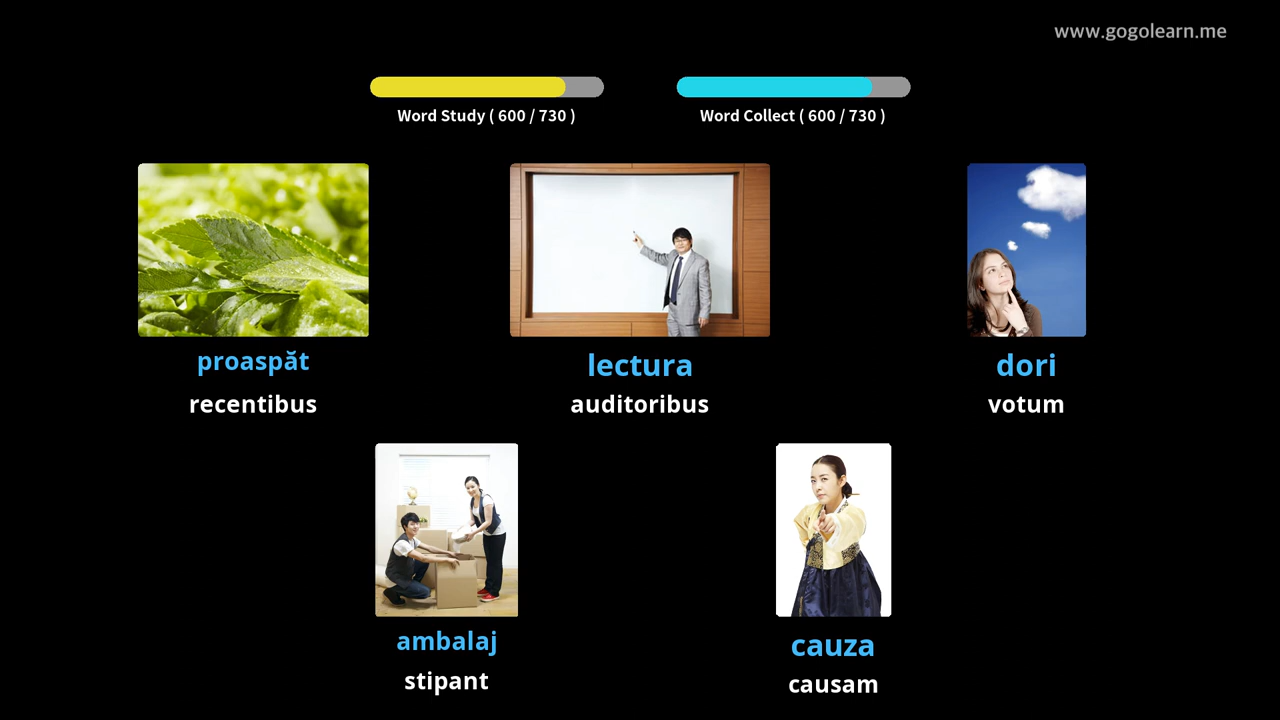 www.gogolearn.me
Word Study ( 600 / 730 )
Word Collect ( 600 / 730 )
proaspăt
recentibus
lectura
auditoribus
dori
votum
ambalaj
stipant
cauza
causam